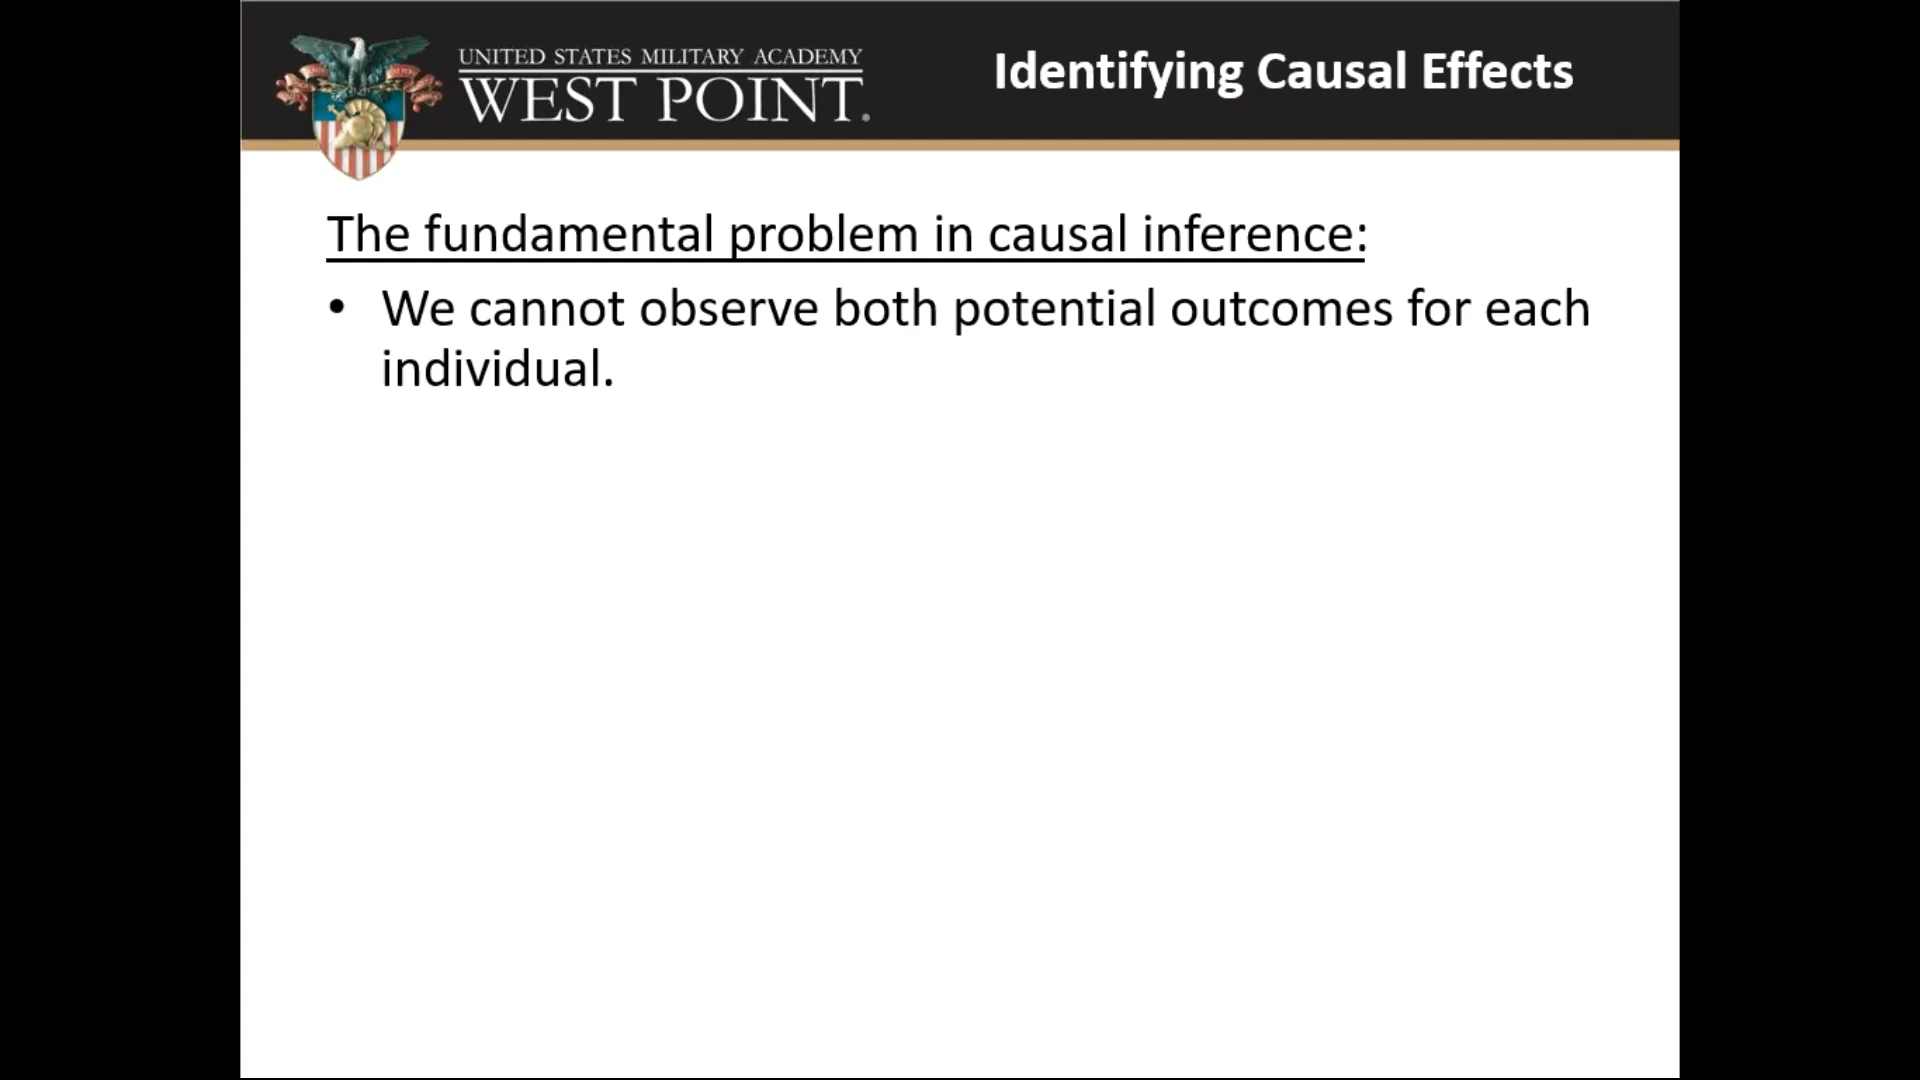 UNITED STATES MILITARY ACADEMY
WEST POINT.
Identifying Causal Effects
The fundamental problem in causal inference:
• We cannot observe both potential outcomes for each
individual.